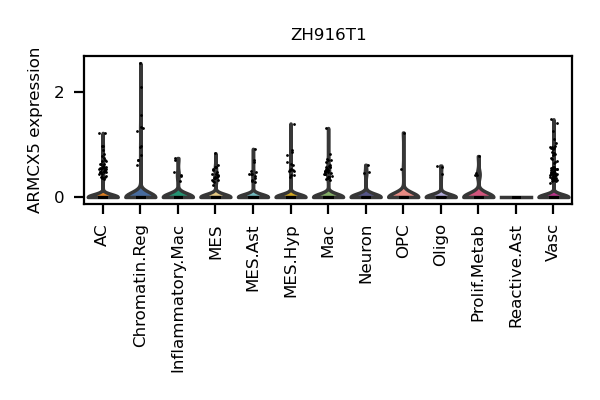 ZH916T1
ARMCX5 expression
2
0
AC
Chromatin.Reg
Inflammatory.Mac
MES
MES.Ast
MES.Hyp
Mac
Neuron
OPC
Oligo
Prolif.Metab
Reactive.Ast
Vasc